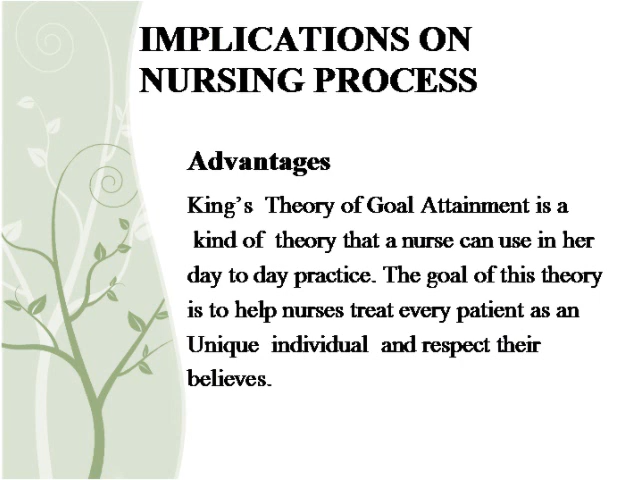 IMPLICATIONS ON
NURSING PROCESS
Advantages
King's Theory of Goal Attainment is a
kind of theory that a nurse can use in her
day to day practice. The goal of this theory
is to help nurses treat every patient as an
Unique individual and respect their
believes.